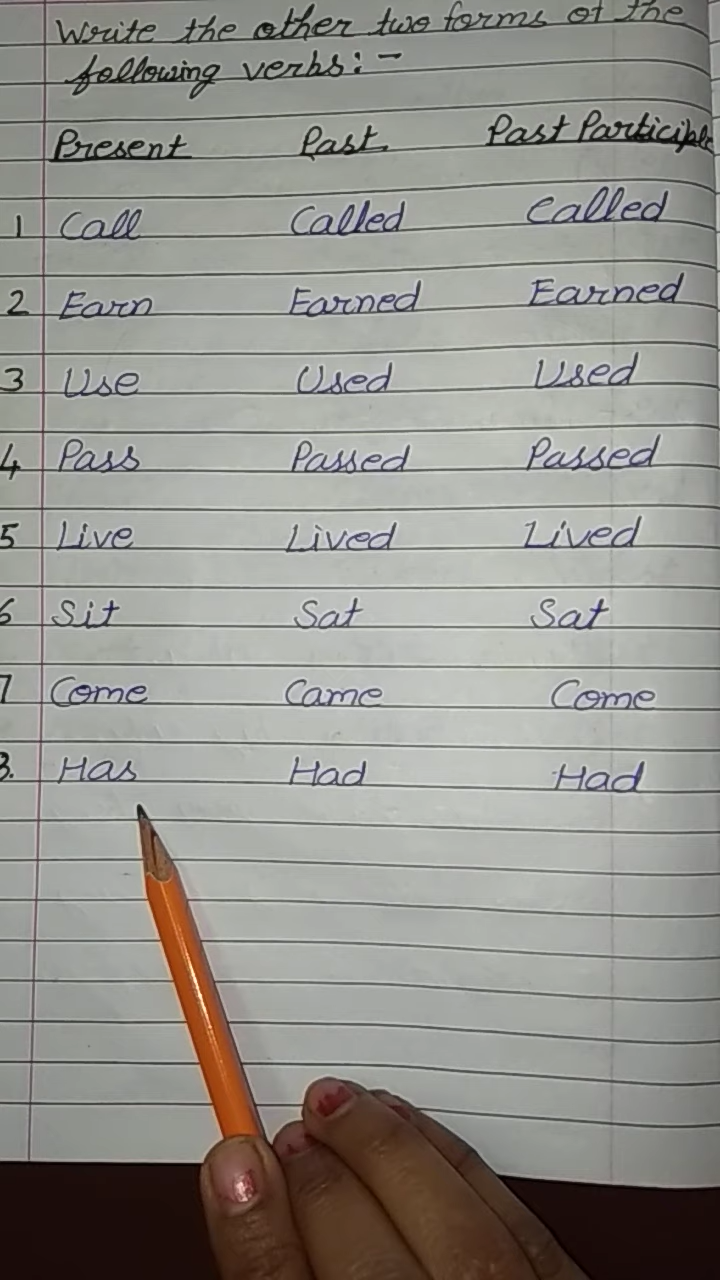 Write the other two forms of the
following verbs:-
Present Past Past Participle
1 Call Called Called
2 Earn Earned Earned
3 Use Used Used
4 Pass Passed Passed
5 Live Lived Lived
6 Sit Sat Sat
7 Come Came Come
8. Has Had Had